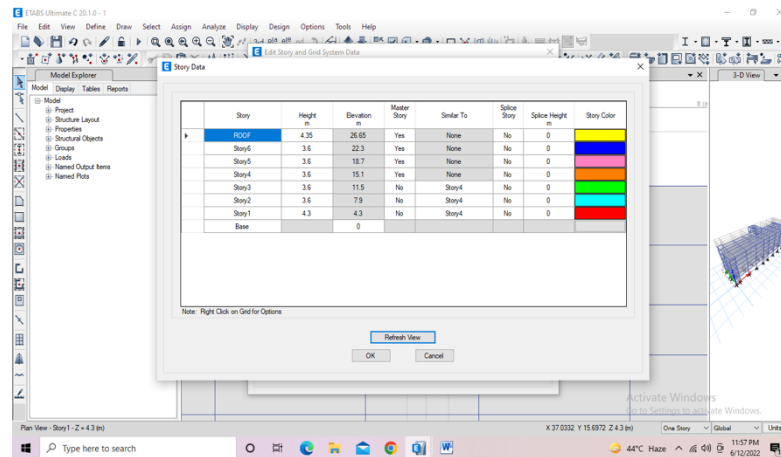 ETABS Ultimate C 20.1.0 - 1
File Edit View Define Draw Select Assign Analyze Display Design Options Tools Help
Edit Story and Grid System Data
Model Explorer
Model Display Tables Reports
Model
Project
Structure Layout
Properties
Structural Objects
Groups
Loads
Named Output Items
Named Plots
3-D View
Story Data
Story Height m Elevation m Master Story Similar To Splice Story Splice Height m Story Color
ROOF 4.35 26.65 Yes None No 0
Story6 3.6 22.3 Yes None No 0
Story5 3.6 18.7 Yes None No 0
Story4 3.6 15.1 Yes None No 0
Story3 3.6 11.5 No Story4 No 0
Story2 3.6 7.9 No Story4 No 0
Story1 4.3 4.3 No Story4 No 0
Base 0
Note: Right Click on Grid for Options
Refresh View
OK Cancel
Activate Windows
Go to Settings to activate Windows.
Plan View - Story1 - Z = 4.3 (m) X 37.0332 Y 15.6972 Z 4.3 (m) One Story Global Units
Type here to search
44°C Haze 11:57 PM
6/12/2022